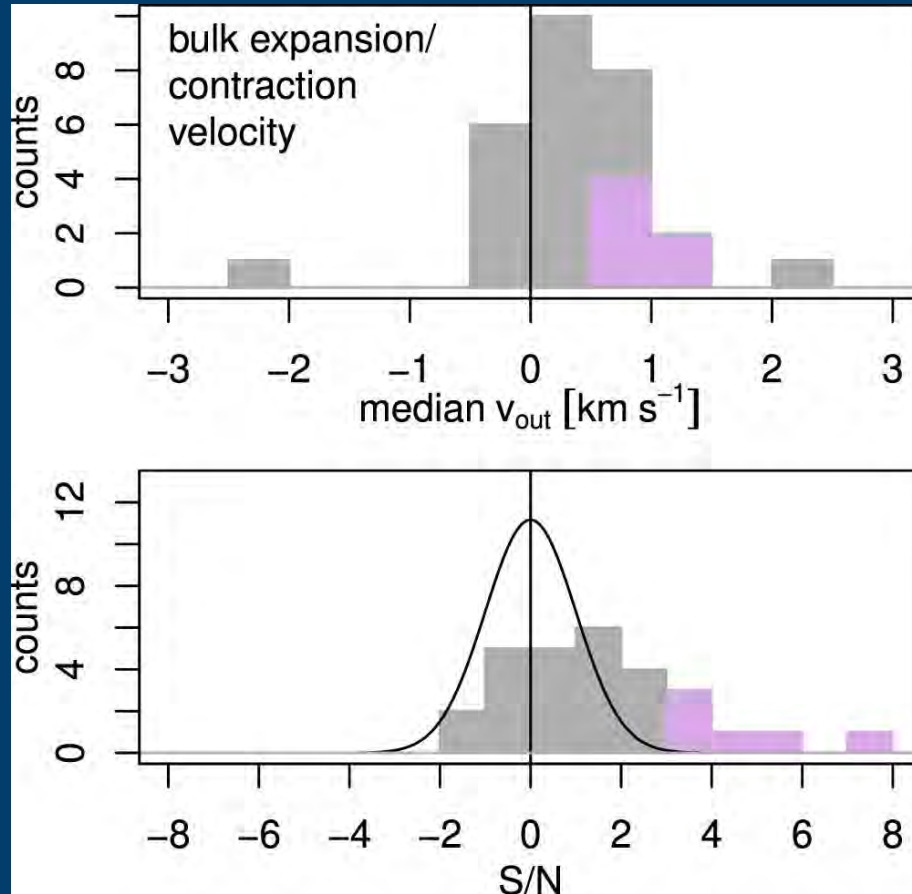 bulk expansion/
contraction
velocity
counts
0 2 4 6 8
−3 −2 −1 0 1 2 3
median v_out [km s⁻¹]
counts
0 4 8 12
−8 −6 −4 −2 0 2 4 6 8
S/N